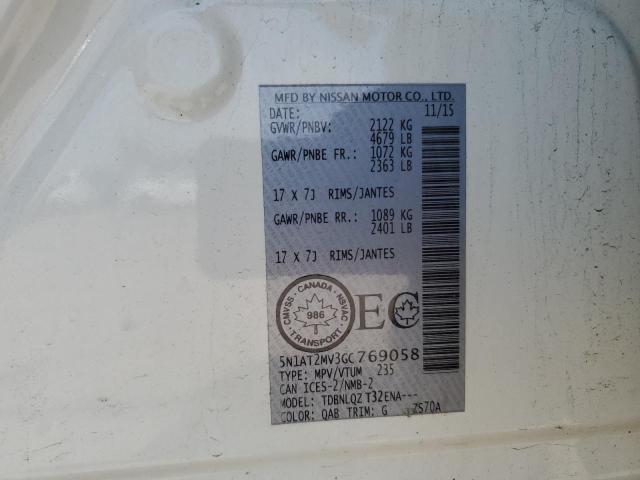 MFD BY NISSAN MOTOR CO., LTD.
DATE: 11/15
GVWR/PNBV: 2122 KG
4679 LB
GAWR/PNBE FR.: 1072 KG
2363 LB
17 X 7J RIMS/JANTES
GAWR/PNBE RR.: 1089 KG
2401 LB
17 X 7J RIMS/JANTES
CMVSS CANADA NSVAC
986
EC
5N1AT2MV3GC769058
TYPE: MPV/VTUM 235
CAN ICES-2/NMB-2
MODEL: TDBNLQZ T32ENA---
COLOR: QAB TRIM: G ZS70A